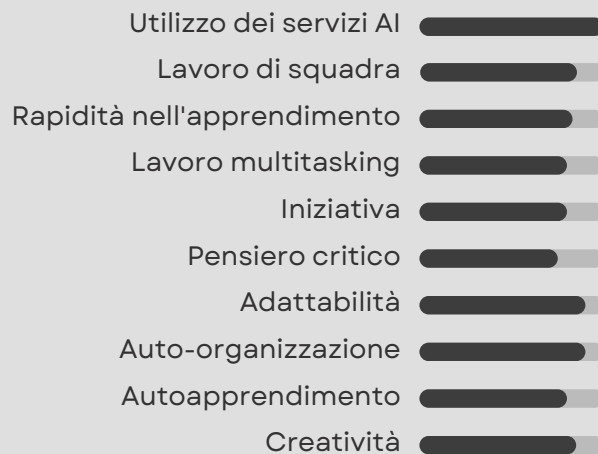 Utilizzo dei servizi AI
Lavoro di squadra
Rapidità nell'apprendimento
Lavoro multitasking
Iniziativa
Pensiero critico
Adattabilità
Auto-organizzazione
Autoapprendimento
Creatività